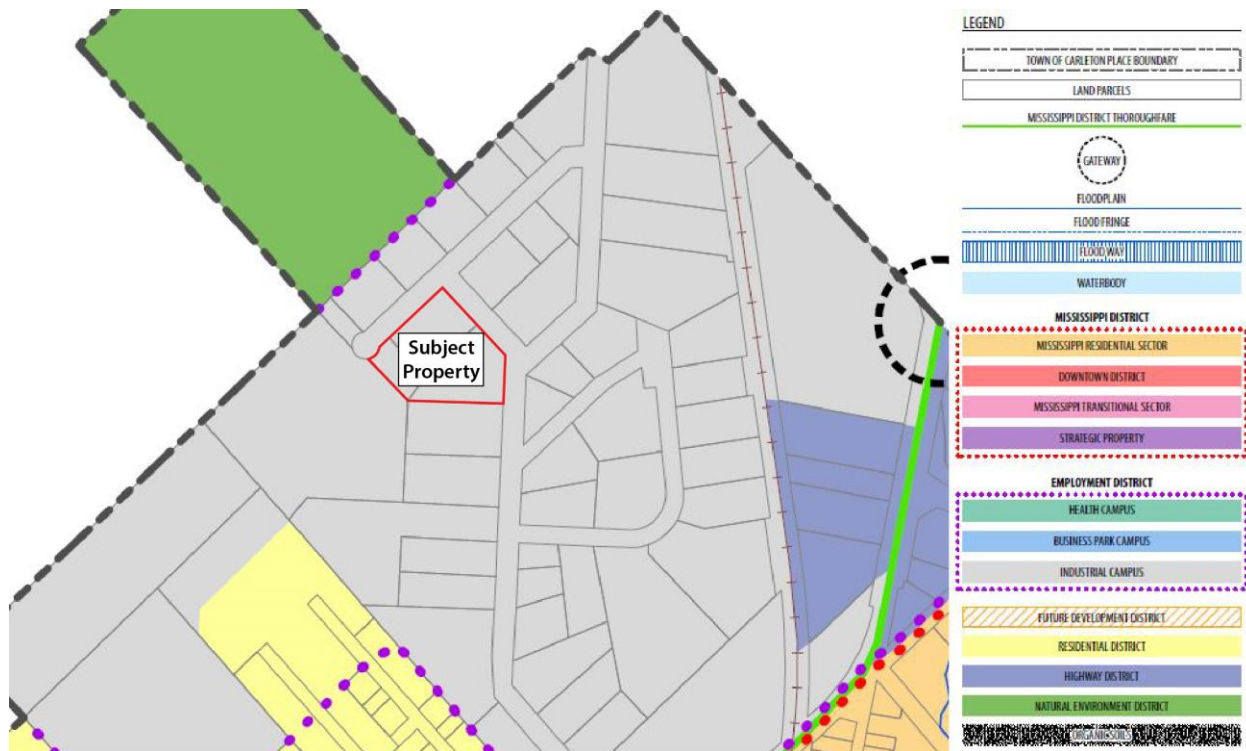 Subject
Property
LEGEND
TOWN OF CARLETON PLACE BOUNDARY
LAND PARCELS
MISSISSIPPI DISTRICT THOROUGHFARE
GATEWAY
FLOODPLAIN
FLOOD FRINGE
FLOOD WAY
WATERBODY
MISSISSIPPI DISTRICT
MISSISSIPPI RESIDENTIAL SECTOR
DOWNTOWN DISTRICT
MISSISSIPPI TRANSITIONAL SECTOR
STRATEGIC PROPERTY
EMPLOYMENT DISTRICT
HEALTH CAMPUS
BUSINESS PARK CAMPUS
INDUSTRIAL CAMPUS
FUTURE DEVELOPMENT DISTRICT
RESIDENTIAL DISTRICT
HIGHWAY DISTRICT
NATURAL ENVIRONMENT DISTRICT
ORGANIC SOILS